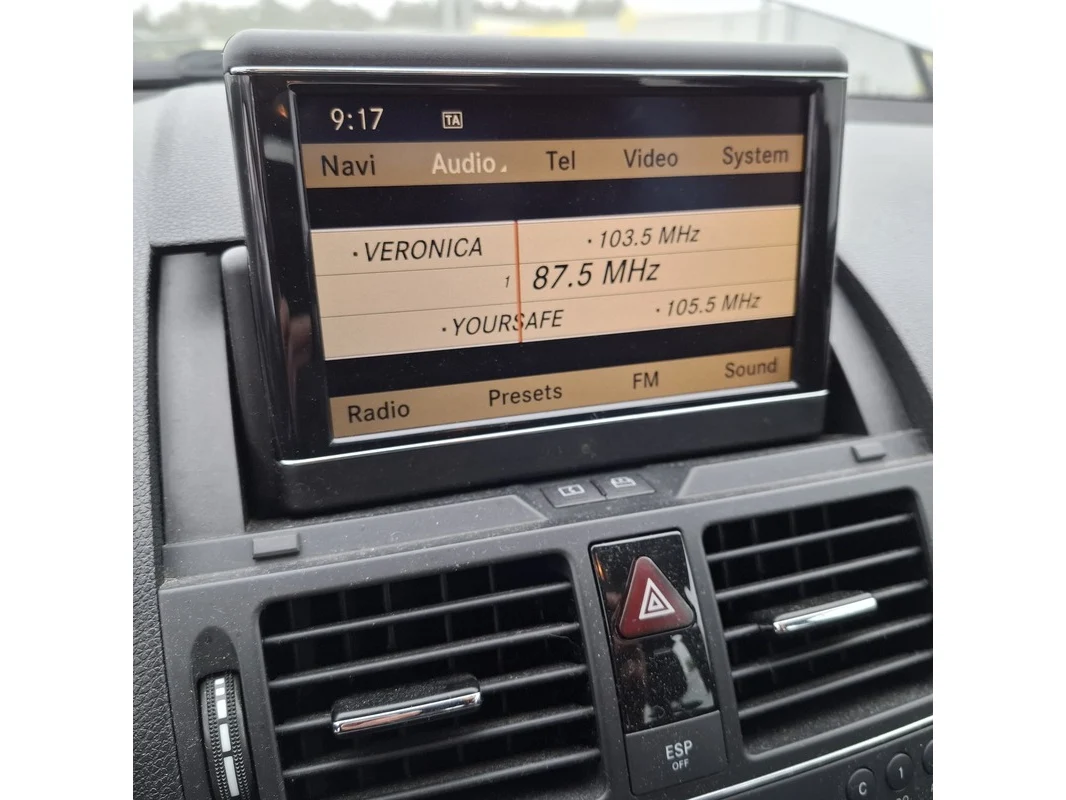 9:17 TA
Navi Audio Tel Video System
·VERONICA · 103.5 MHz
1 87.5 MHz
·YOURSAFE · 105.5 MHz
Radio Presets FM Sound
ESP
OFF
C 1